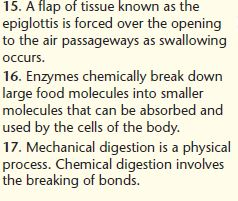 15. A flap of tissue known as the
epiglottis is forced over the opening
to the air passageways as swallowing
occurs.
16. Enzymes chemically break down
large food molecules into smaller
molecules that can be absorbed and
used by the cells of the body.
17. Mechanical digestion is a physical
process. Chemical digestion involves
the breaking of bonds.